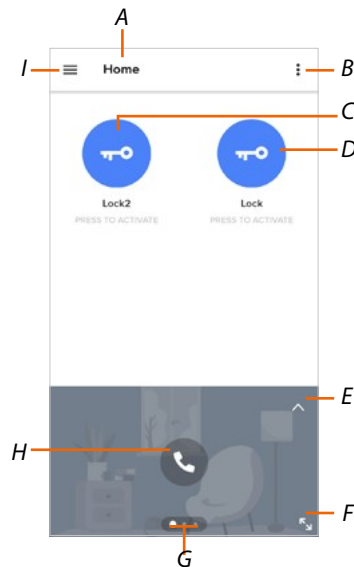 A
I
Home
B
C
D
Lock2 Lock
PRESS TO ACTIVATE PRESS TO ACTIVATE
E
H
F
G